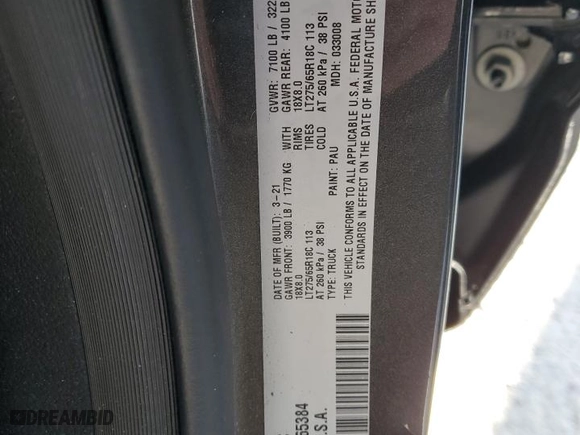 DATE OF MFR (BUILT): 3-21 GVWR: 7100 LB / 322
GAWR FRONT: 3900 LB / 1770 KG WITH GAWR REAR: 4100 LB
18X8.0 RIMS 18X8.0
LT275/65R18C 113 TIRES LT275/65R18C 113
AT 260 kPa / 38 PSI COLD AT 260 kPa / 38 PSI
TYPE: TRUCK PAINT: PAU MDH: 033008
THIS VEHICLE CONFORMS TO ALL APPLICABLE U.S.A. FEDERAL MOTO
STANDARDS IN EFFECT ON THE DATE OF MANUFACTURE SH
55384
.S.A.
DREAMBID